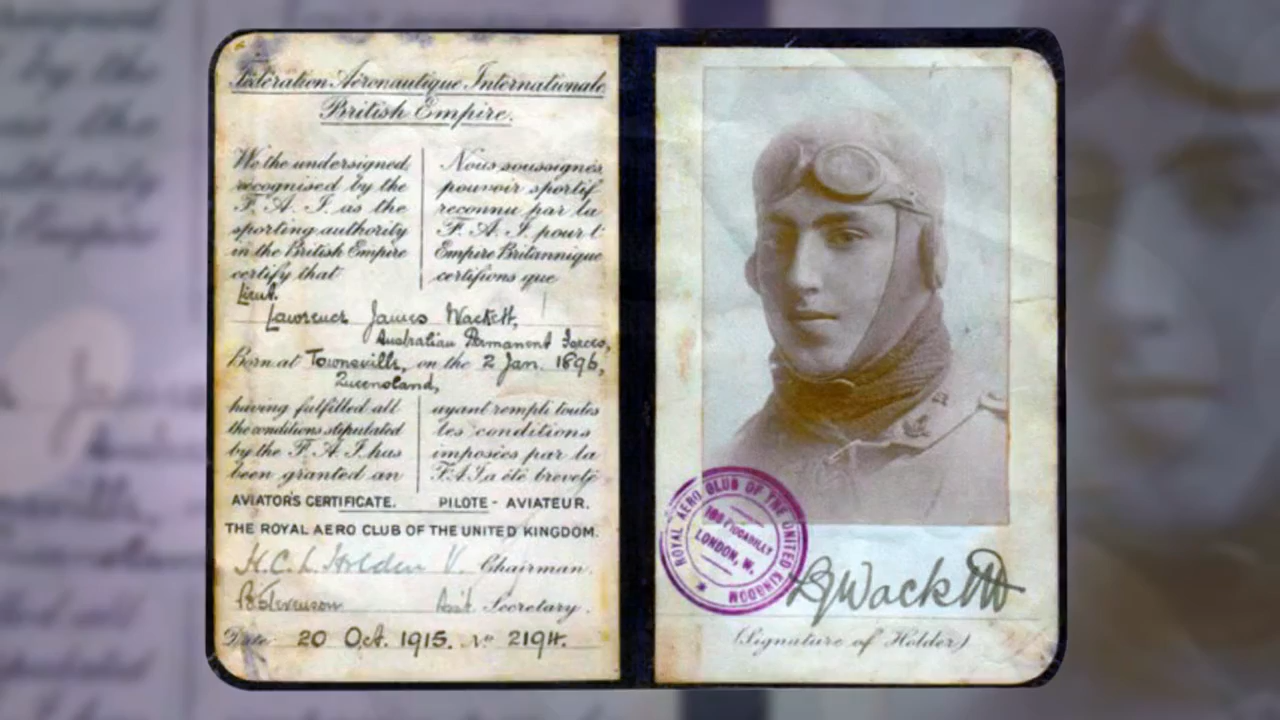 Fédération Aéronautique Internationale
British Empire.
We the undersigned
recognised by the
F. A. I. as the
sporting authority
in the British Empire
certify that
Nous soussignés
pouvoir sportif
reconnu par la
F. A. I. pour l'
Empire Britannique
certifions que
Lieut.
Lawrence James Wackett,
Australian Permanent Forces,
Born at Townsville, on the 2 Jan. 1896,
Queensland,
having fulfilled all
the conditions stipulated
by the F. A. I. has
been granted an
ayant rempli toutes
les conditions
imposées par la
F.A.I. a été breveté
AVIATOR'S CERTIFICATE. PILOTE - AVIATEUR.
THE ROYAL AERO CLUB OF THE UNITED KINGDOM.
H.C.L. Holden V. Chairman.
B Stevenson Asst. Secretary.
Date 20 Oct. 1915. No 2194.
ROYAL AERO CLUB OF THE UNITED KINGDOM
166 PICCADILLY
LONDON, W.
LJWackett
(Signature of Holder)